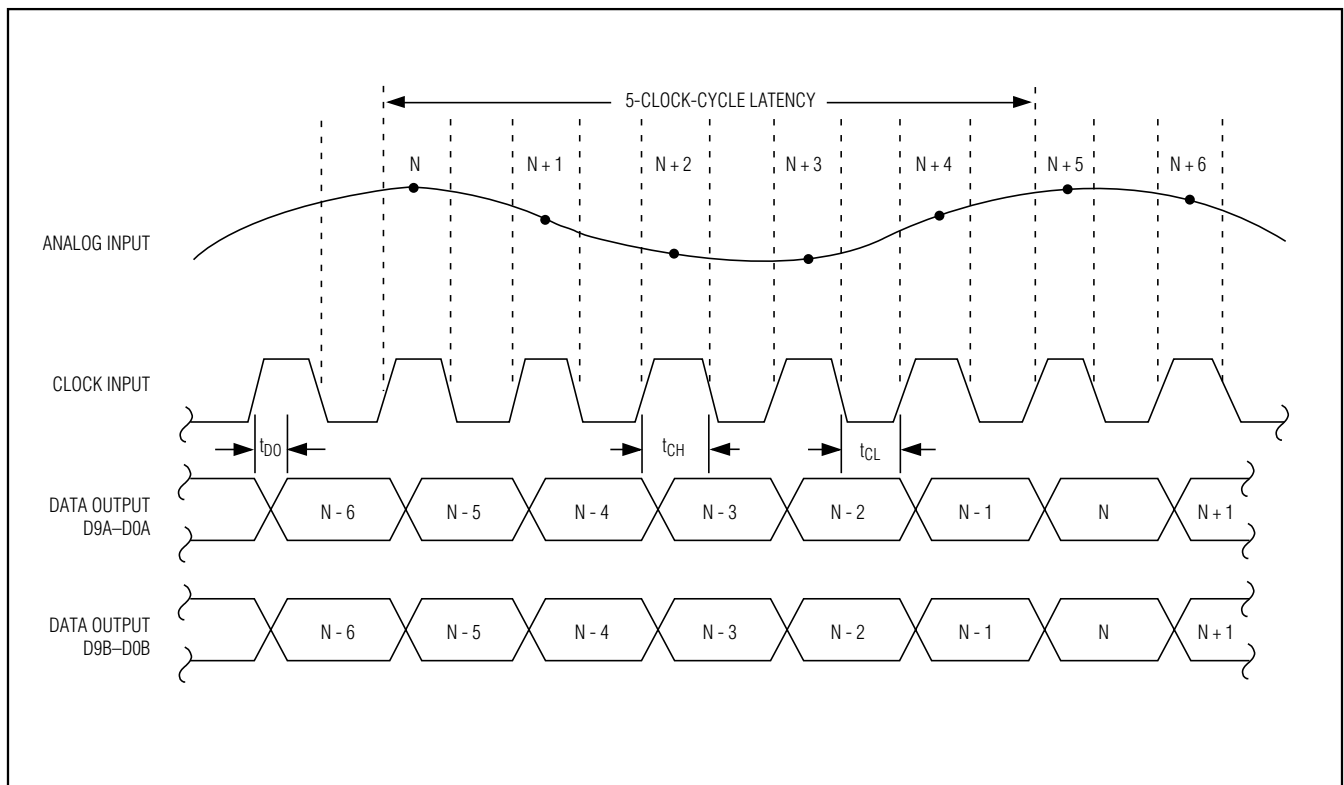 5-CLOCK-CYCLE LATENCY
N
N + 1
N + 2
N + 3
N + 4
N + 5
N + 6
ANALOG INPUT
CLOCK INPUT
tDO
tCH
tCL
DATA OUTPUT
D9A–D0A
N - 6
N - 5
N - 4
N - 3
N - 2
N - 1
N
N + 1
DATA OUTPUT
D9B–D0B
N - 6
N - 5
N - 4
N - 3
N - 2
N - 1
N
N + 1